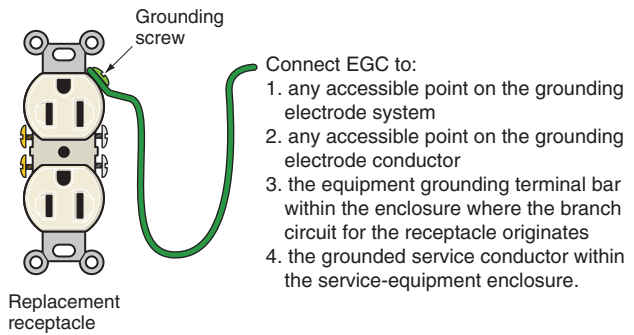 Grounding
screw
Connect EGC to:
1. any accessible point on the grounding
electrode system
2. any accessible point on the grounding
electrode conductor
3. the equipment grounding terminal bar
within the enclosure where the branch
circuit for the receptacle originates
4. the grounded service conductor within
the service-equipment enclosure.
Replacement
receptacle